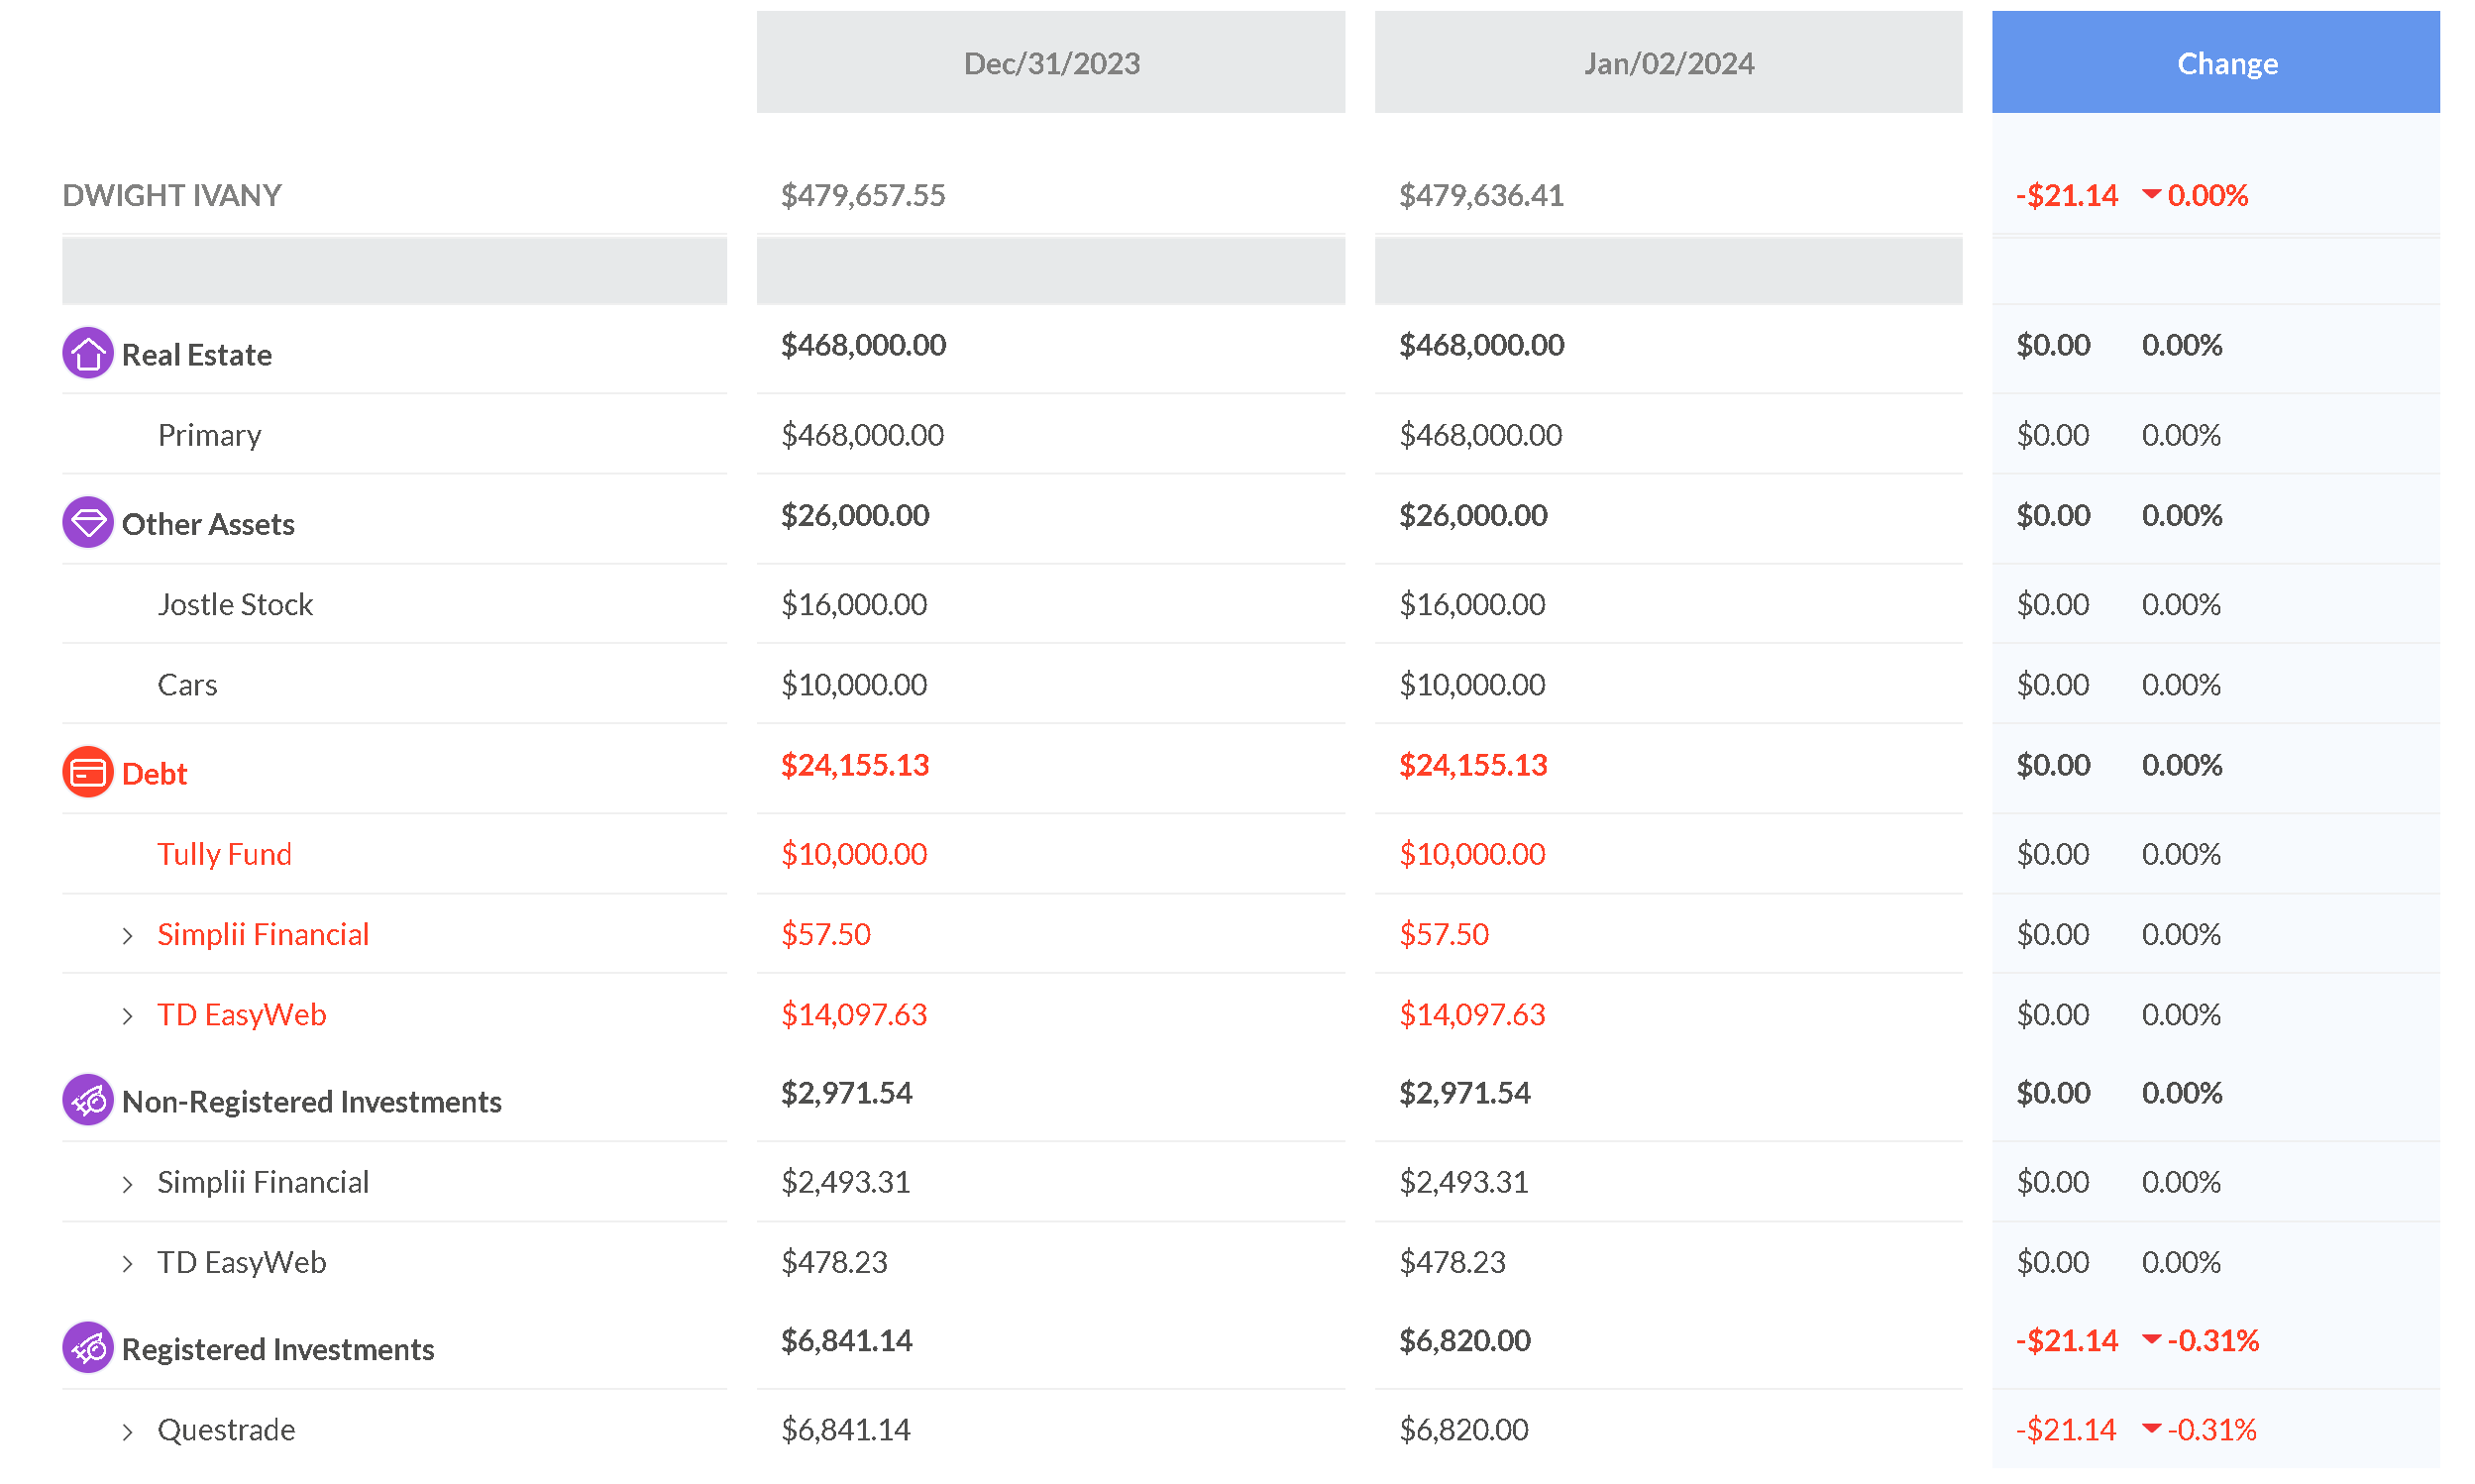 Dec/31/2023 Jan/02/2024 Change
DWIGHT IVANY $479,657.55 $479,636.41 -$21.14 0.00%
Real Estate $468,000.00 $468,000.00 $0.00 0.00%
Primary $468,000.00 $468,000.00 $0.00 0.00%
Other Assets $26,000.00 $26,000.00 $0.00 0.00%
Jostle Stock $16,000.00 $16,000.00 $0.00 0.00%
Cars $10,000.00 $10,000.00 $0.00 0.00%
Debt $24,155.13 $24,155.13 $0.00 0.00%
Tully Fund $10,000.00 $10,000.00 $0.00 0.00%
Simplii Financial $57.50 $57.50 $0.00 0.00%
TD EasyWeb $14,097.63 $14,097.63 $0.00 0.00%
Non-Registered Investments $2,971.54 $2,971.54 $0.00 0.00%
Simplii Financial $2,493.31 $2,493.31 $0.00 0.00%
TD EasyWeb $478.23 $478.23 $0.00 0.00%
Registered Investments $6,841.14 $6,820.00 -$21.14 -0.31%
Questrade $6,841.14 $6,820.00 -$21.14 -0.31%